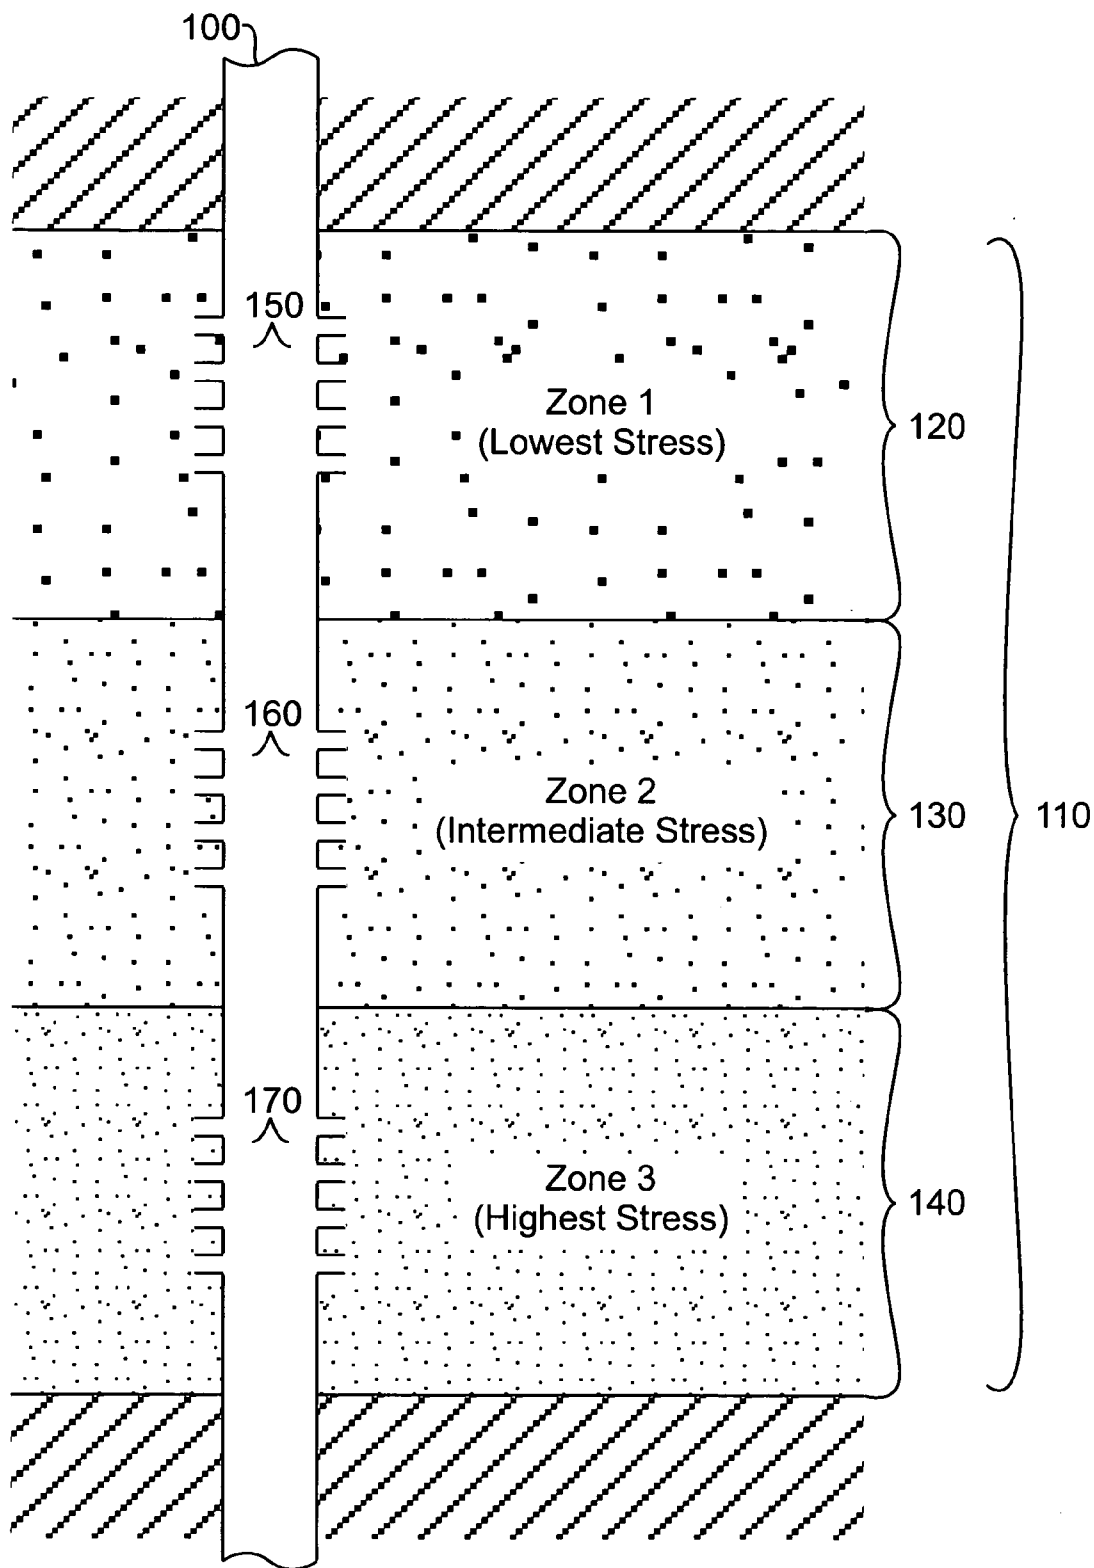 100
150
Zone 1
(Lowest Stress)
120
160
Zone 2
(Intermediate Stress)
130
110
170
Zone 3
(Highest Stress)
140